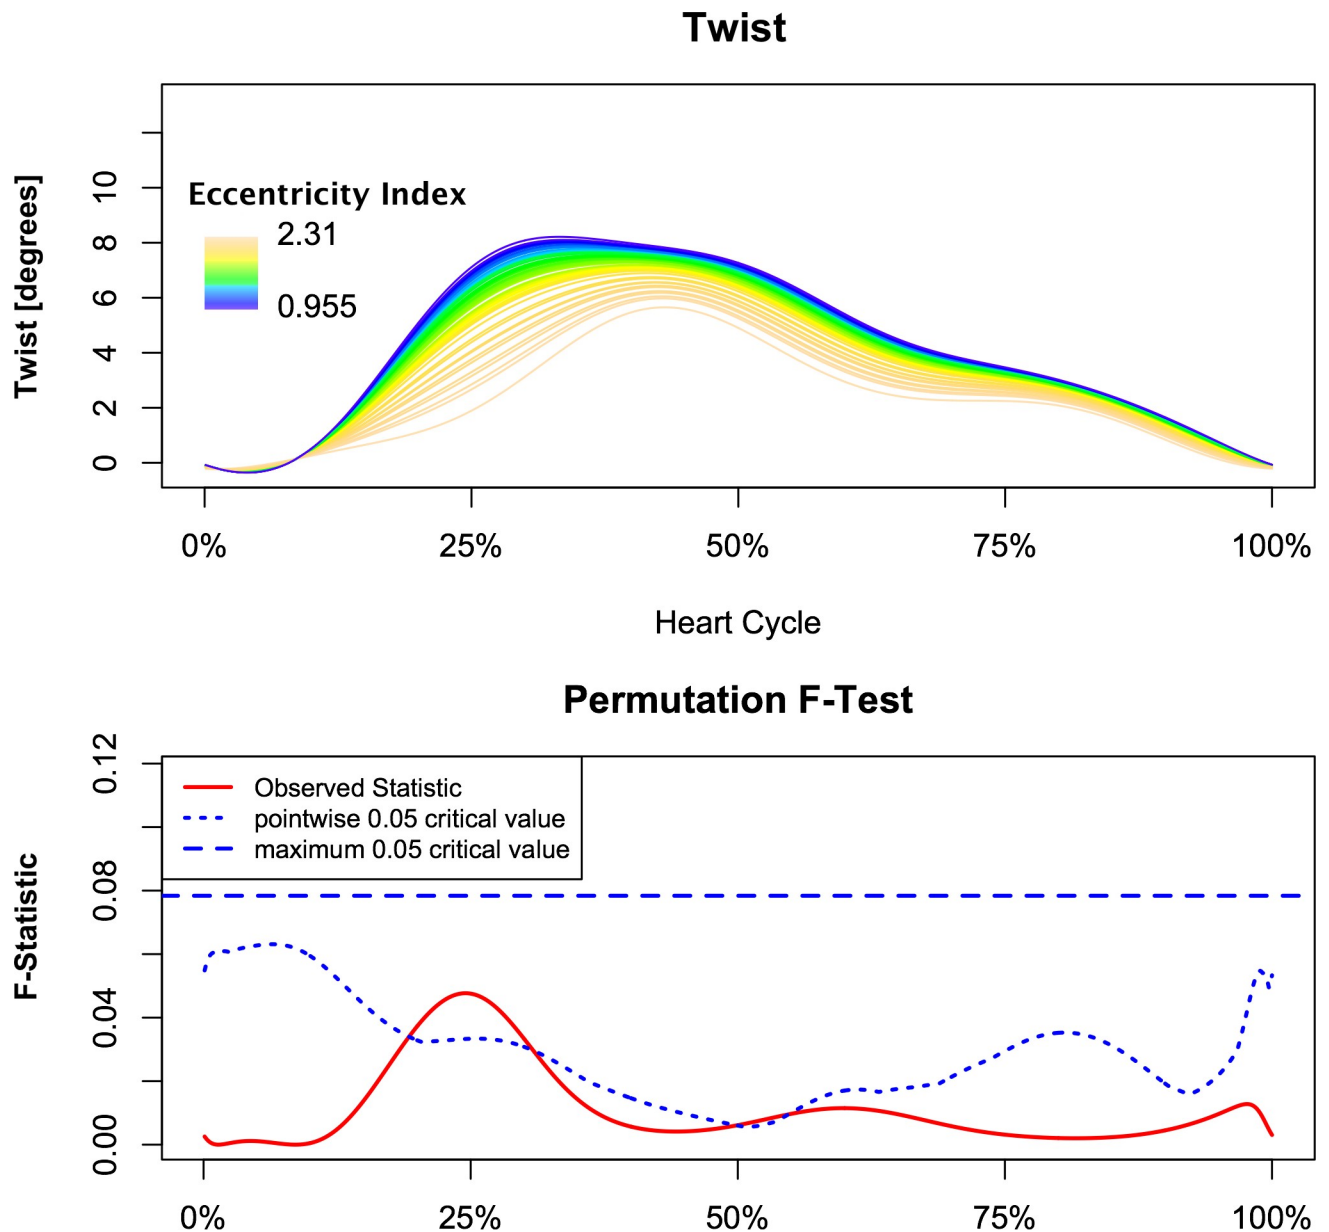 Twist
Twist [degrees]
10
8
6
4
2
0
Eccentricity Index
2.31
0.955
0% 25% 50% 75% 100%
Heart Cycle
Permutation F-Test
F-Statistic
0.12
0.08
0.04
0.00
Observed Statistic
pointwise 0.05 critical value
maximum 0.05 critical value
0% 25% 50% 75% 100%